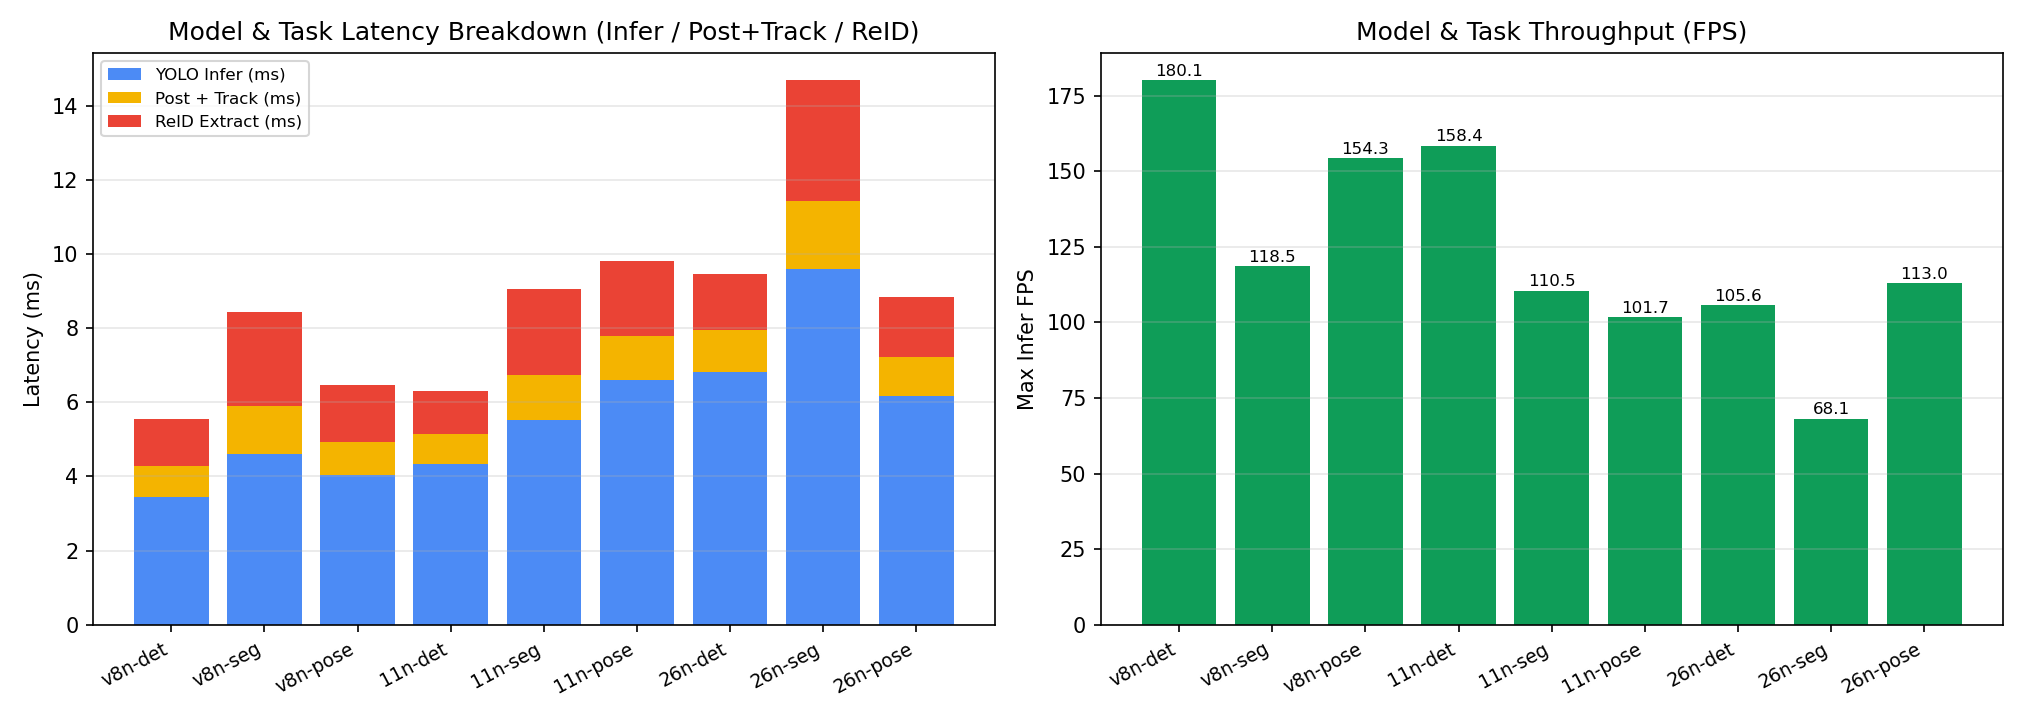 Model & Task Latency Breakdown (Infer / Post+Track / ReID)
YOLO Infer (ms)
Post + Track (ms)
ReID Extract (ms)
Latency (ms)
14
12
10
8
6
4
2
0
v8n-det
v8n-seg
v8n-pose
11n-det
11n-seg
11n-pose
26n-det
26n-seg
26n-pose
Model & Task Throughput (FPS)
Max Infer FPS
175
150
125
100
75
50
25
0
180.1
118.5
154.3
158.4
110.5
101.7
105.6
68.1
113.0
v8n-det
v8n-seg
v8n-pose
11n-det
11n-seg
11n-pose
26n-det
26n-seg
26n-pose